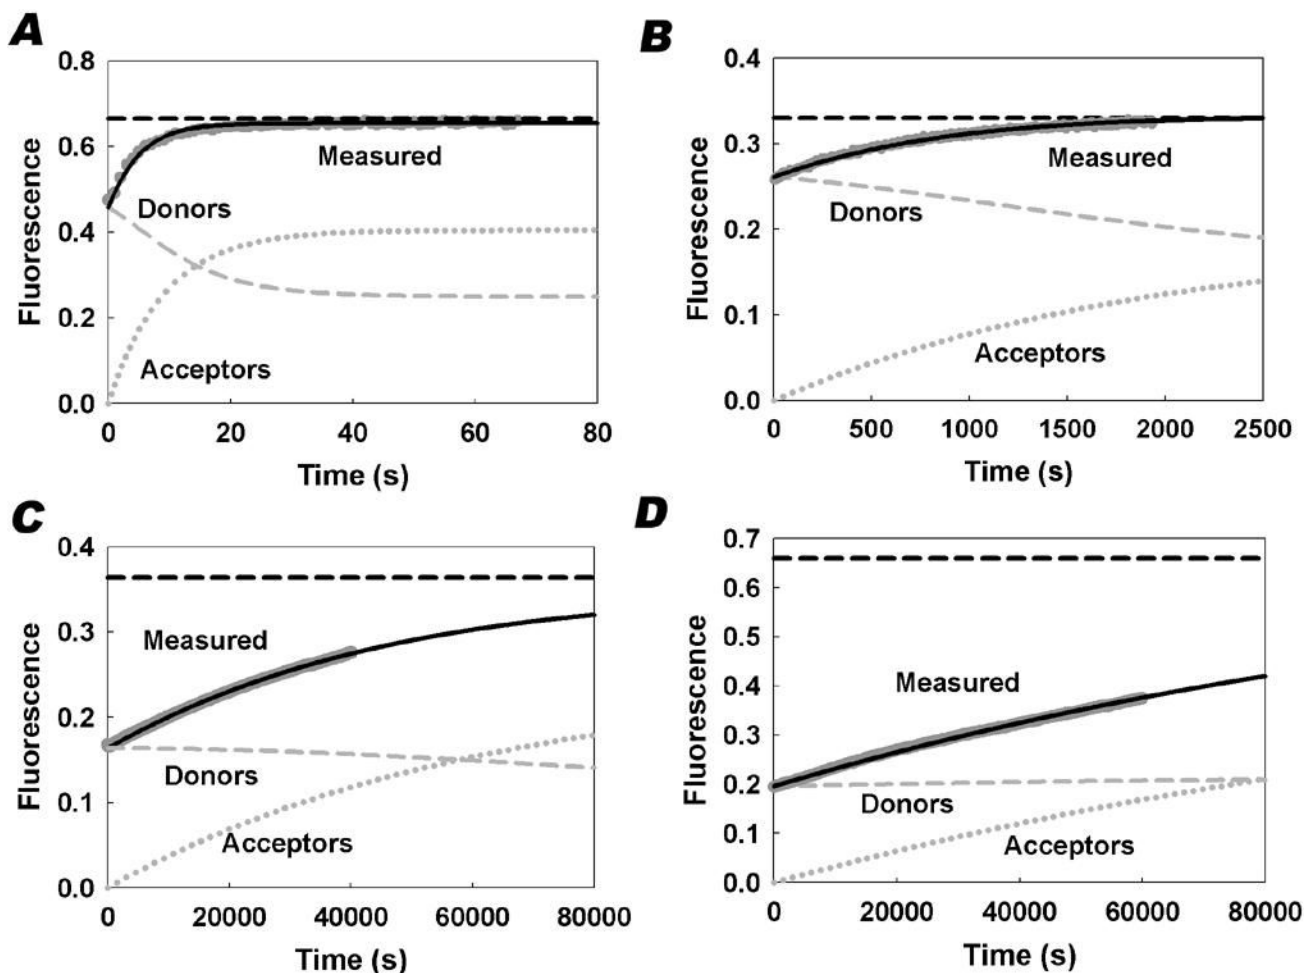 A
0.8
0.6
0.4
0.2
0.0
Fluorescence
Measured
Donors
Acceptors
0 20 40 60 80
Time (s)
B
0.4
0.3
0.2
0.1
0.0
Fluorescence
Measured
Donors
Acceptors
0 500 1000 1500 2000 2500
Time (s)
C
0.4
0.3
0.2
0.1
0.0
Fluorescence
Measured
Donors
Acceptors
0 20000 40000 60000 80000
Time (s)
D
0.7
0.6
0.5
0.4
0.3
0.2
0.1
0.0
Fluorescence
Measured
Donors
Acceptors
0 20000 40000 60000 80000
Time (s)